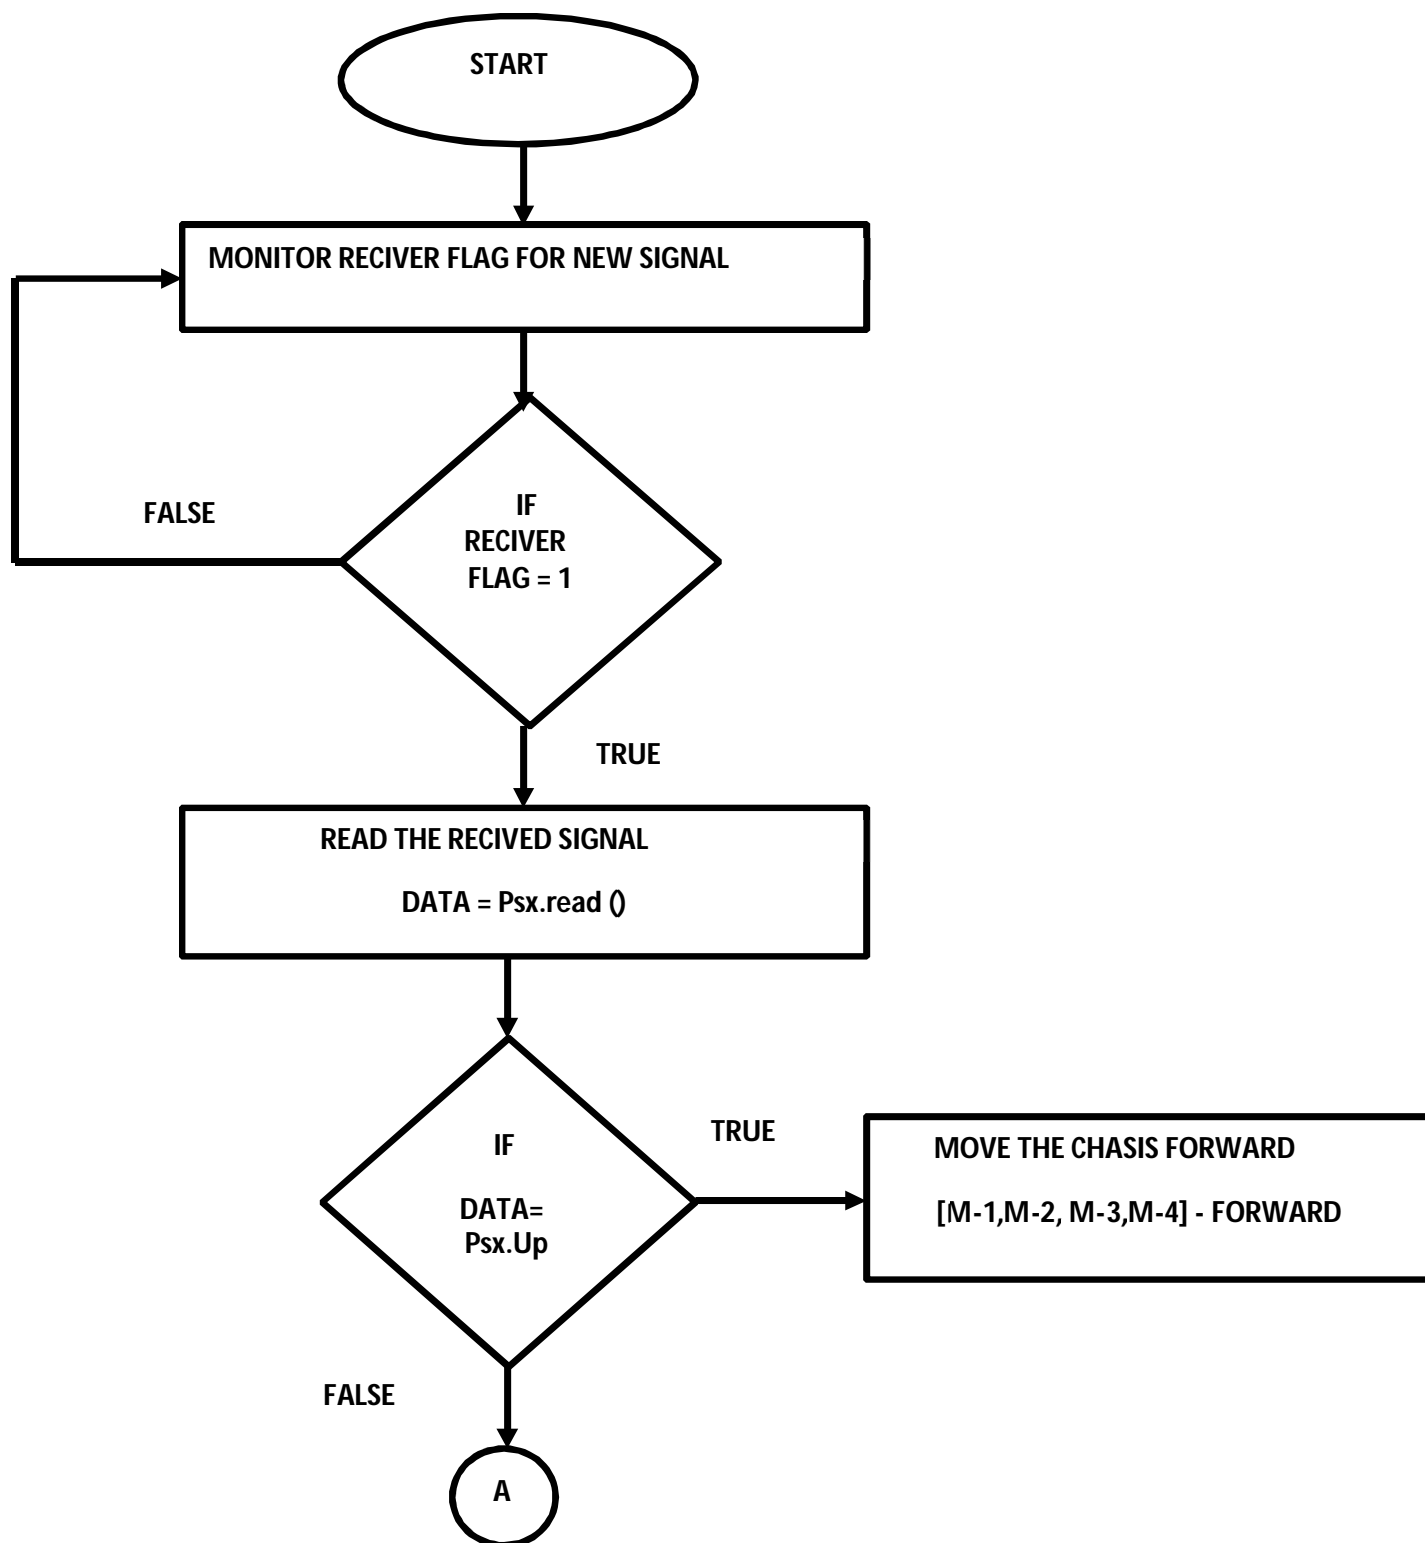 START
MONITOR RECIVER FLAG FOR NEW SIGNAL
FALSE
IF
RECIVER
FLAG = 1
TRUE
READ THE RECIVED SIGNAL
DATA = Psx.read ()
IF
DATA=
Psx.Up
TRUE
MOVE THE CHASIS FORWARD
[M-1,M-2, M-3,M-4] - FORWARD
FALSE
A